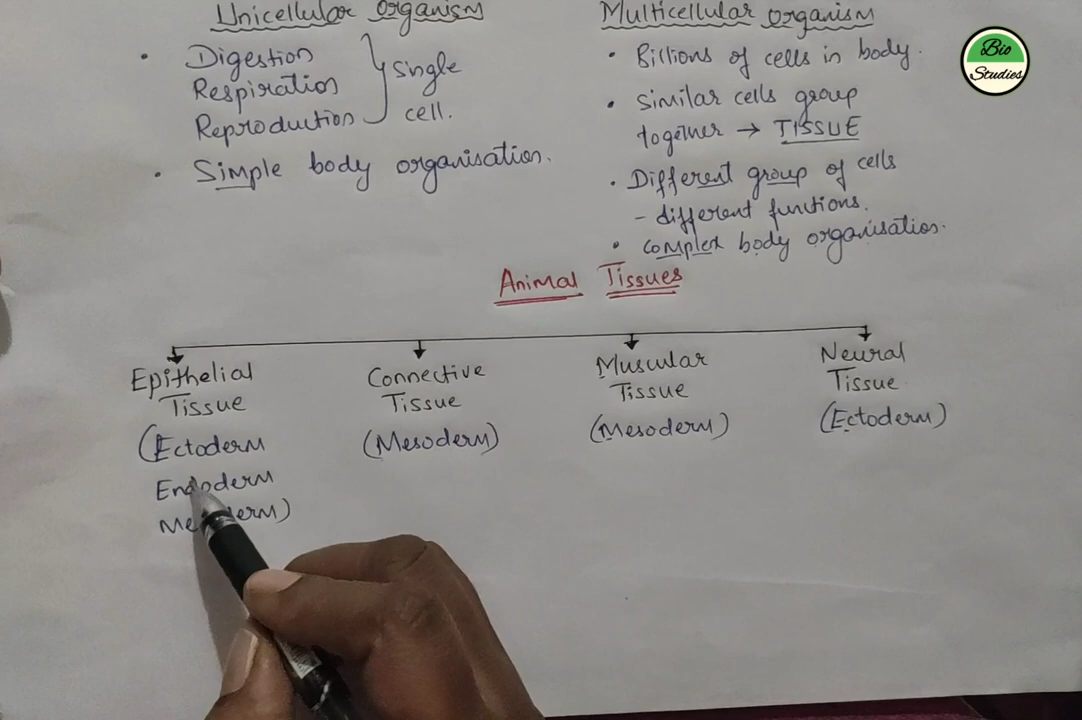 Unicellular Organism
• Digestion
Respiration
Reproduction
single
cell.
• Simple body organisation.
Multicellular organism
• Billions of cells in body.
• Similar cells group
together → TISSUE
• Different group of cells
- different functions.
• complex body organisation.
Bio
Studies
Animal Tissues
Epithelial
Tissue
(Ectoderm
Endoderm
Connective
Tissue
(Mesoderm)
Muscular
Tissue
(Mesoderm)
Neural
Tissue
(Ectoderm)